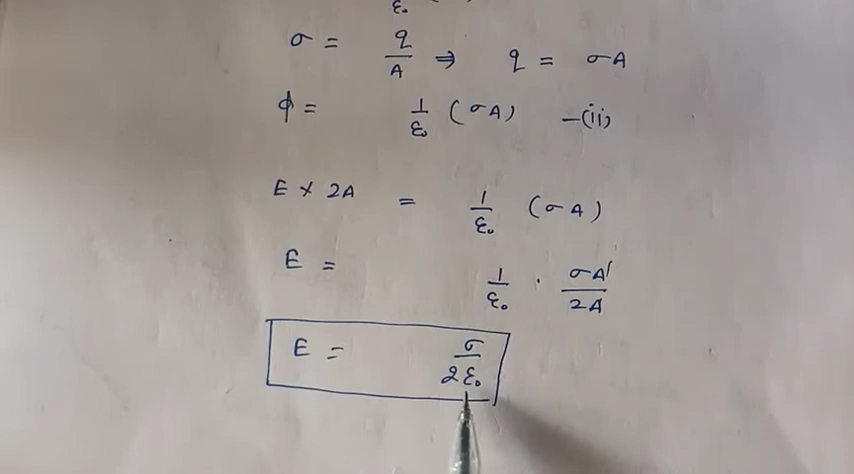 ε₀
σ = q/A ⇒ q = σA
ϕ = 1/ε₀ (σA) –(ii)
E × 2A = 1/ε₀ (σA)
E = 1/ε₀ · σA/2A
E = σ/2ε₀